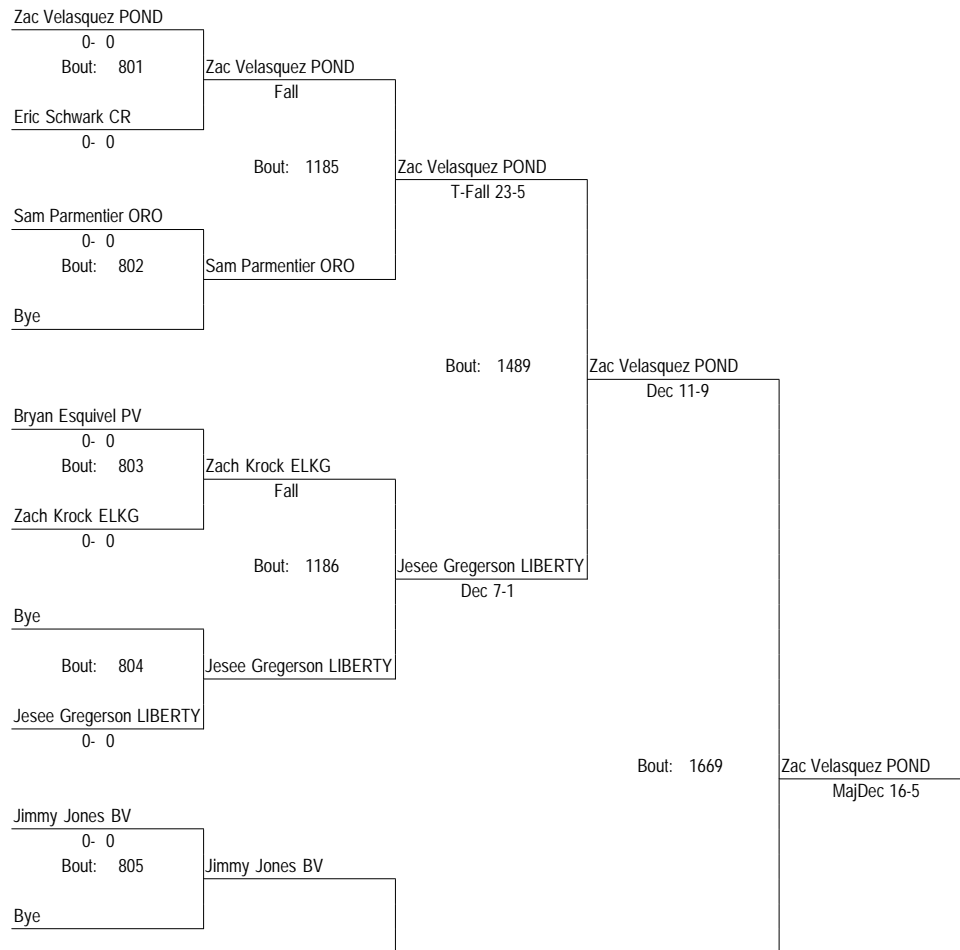 Zac Velasquez POND
0- 0
Bout: 801
Zac Velasquez POND
Fall
Eric Schwark CR
0- 0
Bout: 1185
Zac Velasquez POND
T-Fall 23-5
Sam Parmentier ORO
0- 0
Bout: 802
Sam Parmentier ORO
Bye
Bout: 1489
Zac Velasquez POND
Dec 11-9
Bryan Esquivel PV
0- 0
Bout: 803
Zach Krock ELKG
Fall
Zach Krock ELKG
0- 0
Bout: 1186
Jesee Gregerson LIBERTY
Dec 7-1
Bye
Bout: 804
Jesee Gregerson LIBERTY
Jesee Gregerson LIBERTY
0- 0
Bout: 1669
Zac Velasquez POND
MajDec 16-5
Jimmy Jones BV
0- 0
Bout: 805
Jimmy Jones BV
Bye